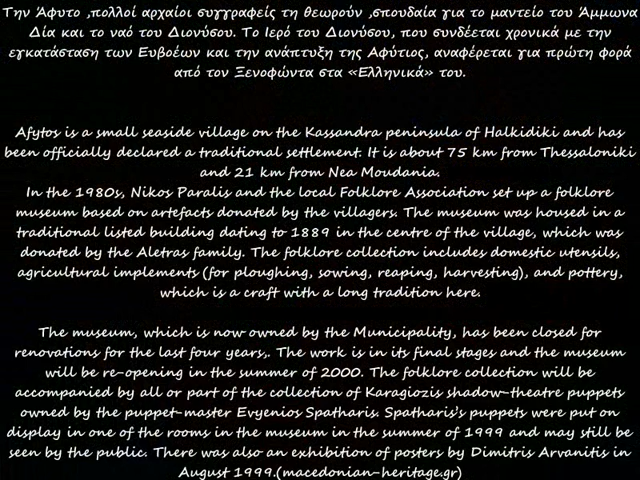 Την Άφυτο ,πολλοί αρχαίοι συγγραφείς τη θεωρούν ,σπουδαία για το μαντείο του Άμμωνα
Δία και το ναό του Διονύσου. Το Ιερό του Διονύσου, που συνδέεται χρονικά με την
εγκατάσταση των Ευβοέων και την ανάπτυξη της Αφύτιος, αναφέρεται για πρώτη φορά
από τον Ξενοφώντα στα «Ελληνικά» του.
Afytos is a small seaside village on the Kassandra peninsula of Halkidiki and has
been officially declared a traditional settlement. It is about 75 km from Thessaloniki
and 21 km from Nea Moudania.
In the 1980s, Nikos Paralis and the local Folklore Association set up a folklore
museum based on artefacts donated by the villagers. The museum was housed in a
traditional listed building dating to 1889 in the centre of the village, which was
donated by the Aletras family. The folklore collection includes domestic utensils,
agricultural implements (for ploughing, sowing, reaping, harvesting), and pottery,
which is a craft with a long tradition here.
The museum, which is now owned by the Municipality, has been closed for
renovations for the last four years,. The work is in its final stages and the museum
will be re-opening in the summer of 2000. The folklore collection will be
accompanied by all or part of the collection of Karagiozis shadow-theatre puppets
owned by the puppet-master Evyenios Spatharis. Spatharis's puppets were put on
display in one of the rooms in the museum in the summer of 1999 and may still be
seen by the public. There was also an exhibition of posters by Dimitris Arvanitis in
August 1999.(macedonian-heritage.gr)